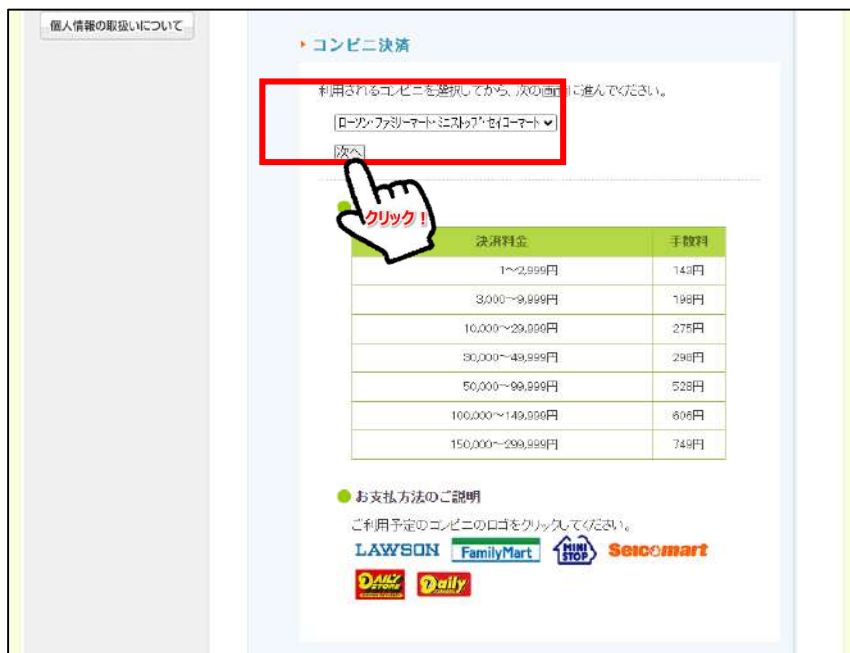 個人情報の取扱いについて
コンビニ決済
利用されるコンビニを選択してから、次の画面に進んでください。
ローソン・ファミリーマート・ミニストップ・セイコーマート
次へ
クリック！
決済料金 手数料
1～2,999円 143円
3,000～9,999円 198円
10,000～29,999円 275円
30,000～49,999円 298円
50,000～99,999円 528円
100,000～149,999円 606円
150,000～299,999円 749円
お支払方法のご説明
ご利用予定のコンビニのロゴをクリックしてください。
LAWSON FamilyMart MINI STOP Seicomart
DAILY STORE Daily